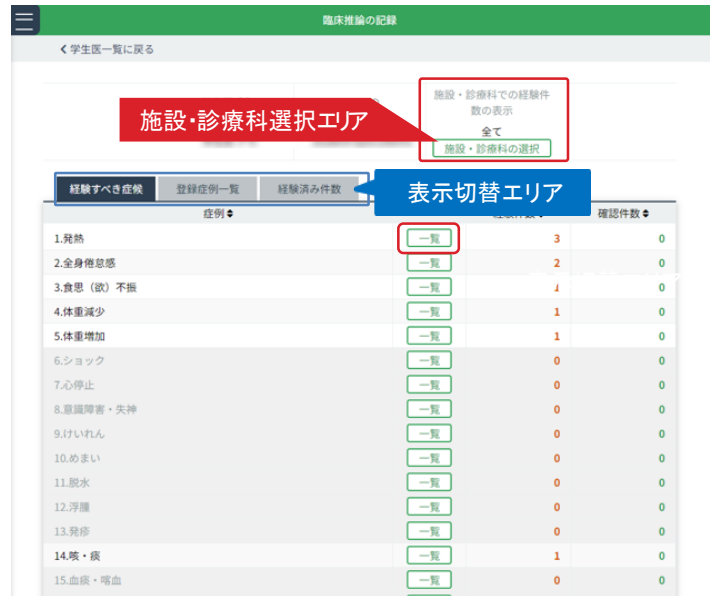 臨床推論の記録
学生医一覧に戻る
施設・診療科での経験件
数の表示
全て
施設・診療科の選択
施設・診療科選択エリア
経験すべき症候 登録症例一覧 経験済み件数
表示切替エリア
症例 確認件数
1.発熱 一覧 3 0
2.全身倦怠感 一覧 2 0
3.食思（欲）不振 一覧 1 0
4.体重減少 一覧 1 0
5.体重増加 一覧 1 0
6.ショック 一覧 0 0
7.心停止 一覧 0 0
8.意識障害・失神 一覧 0 0
9.けいれん 一覧 0 0
10.めまい 一覧 0 0
11.脱水 一覧 0 0
12.浮腫 一覧 0 0
13.発疹 一覧 0 0
14.咳・痰 一覧 1 0
15.血痰・喀血 一覧 0 0